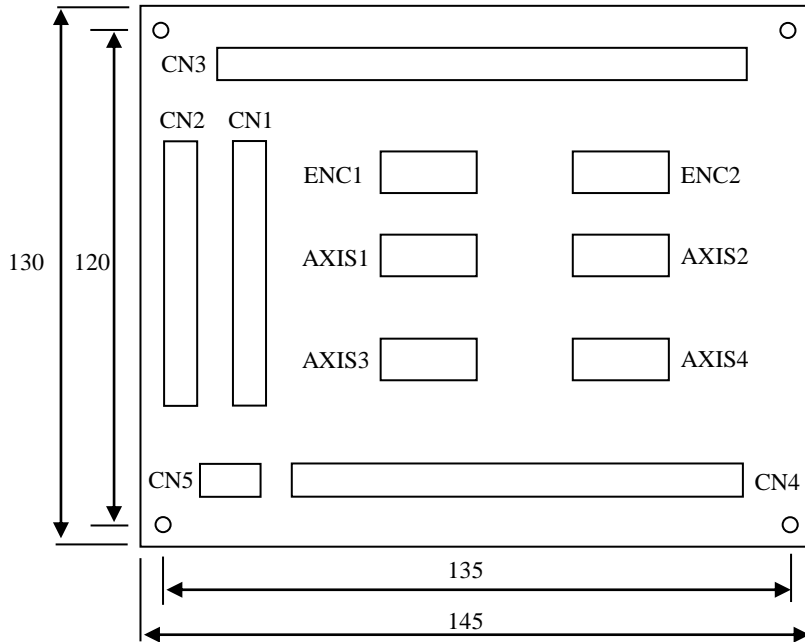 CN3
CN2 CN1
ENC1 ENC2
130 120 AXIS1 AXIS2
AXIS3 AXIS4
CN5 CN4
135
145